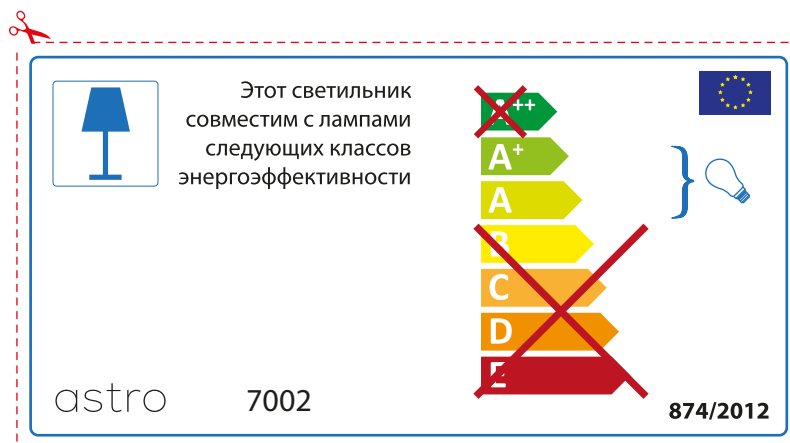 Этот светильник
совместим с лампами
следующих классов
энергоэффективности
A++
A+
A
B
C
D
E
astro
7002
874/2012